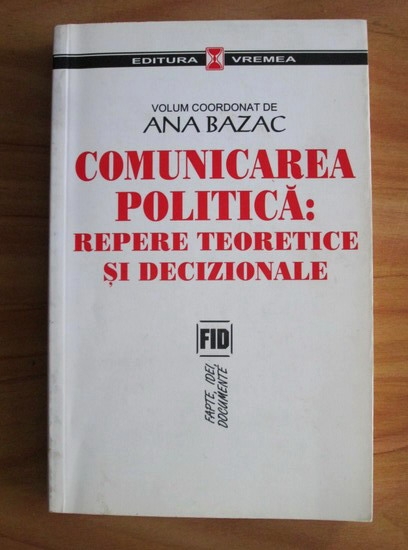 EDITURA VREMEA
VOLUM COORDONAT DE
ANA BAZAC
COMUNICAREA
POLITICĂ:
REPERE TEORETICE
ȘI DECIZIONALE
FID
FAPTE, IDEI,
DOCUMENTE